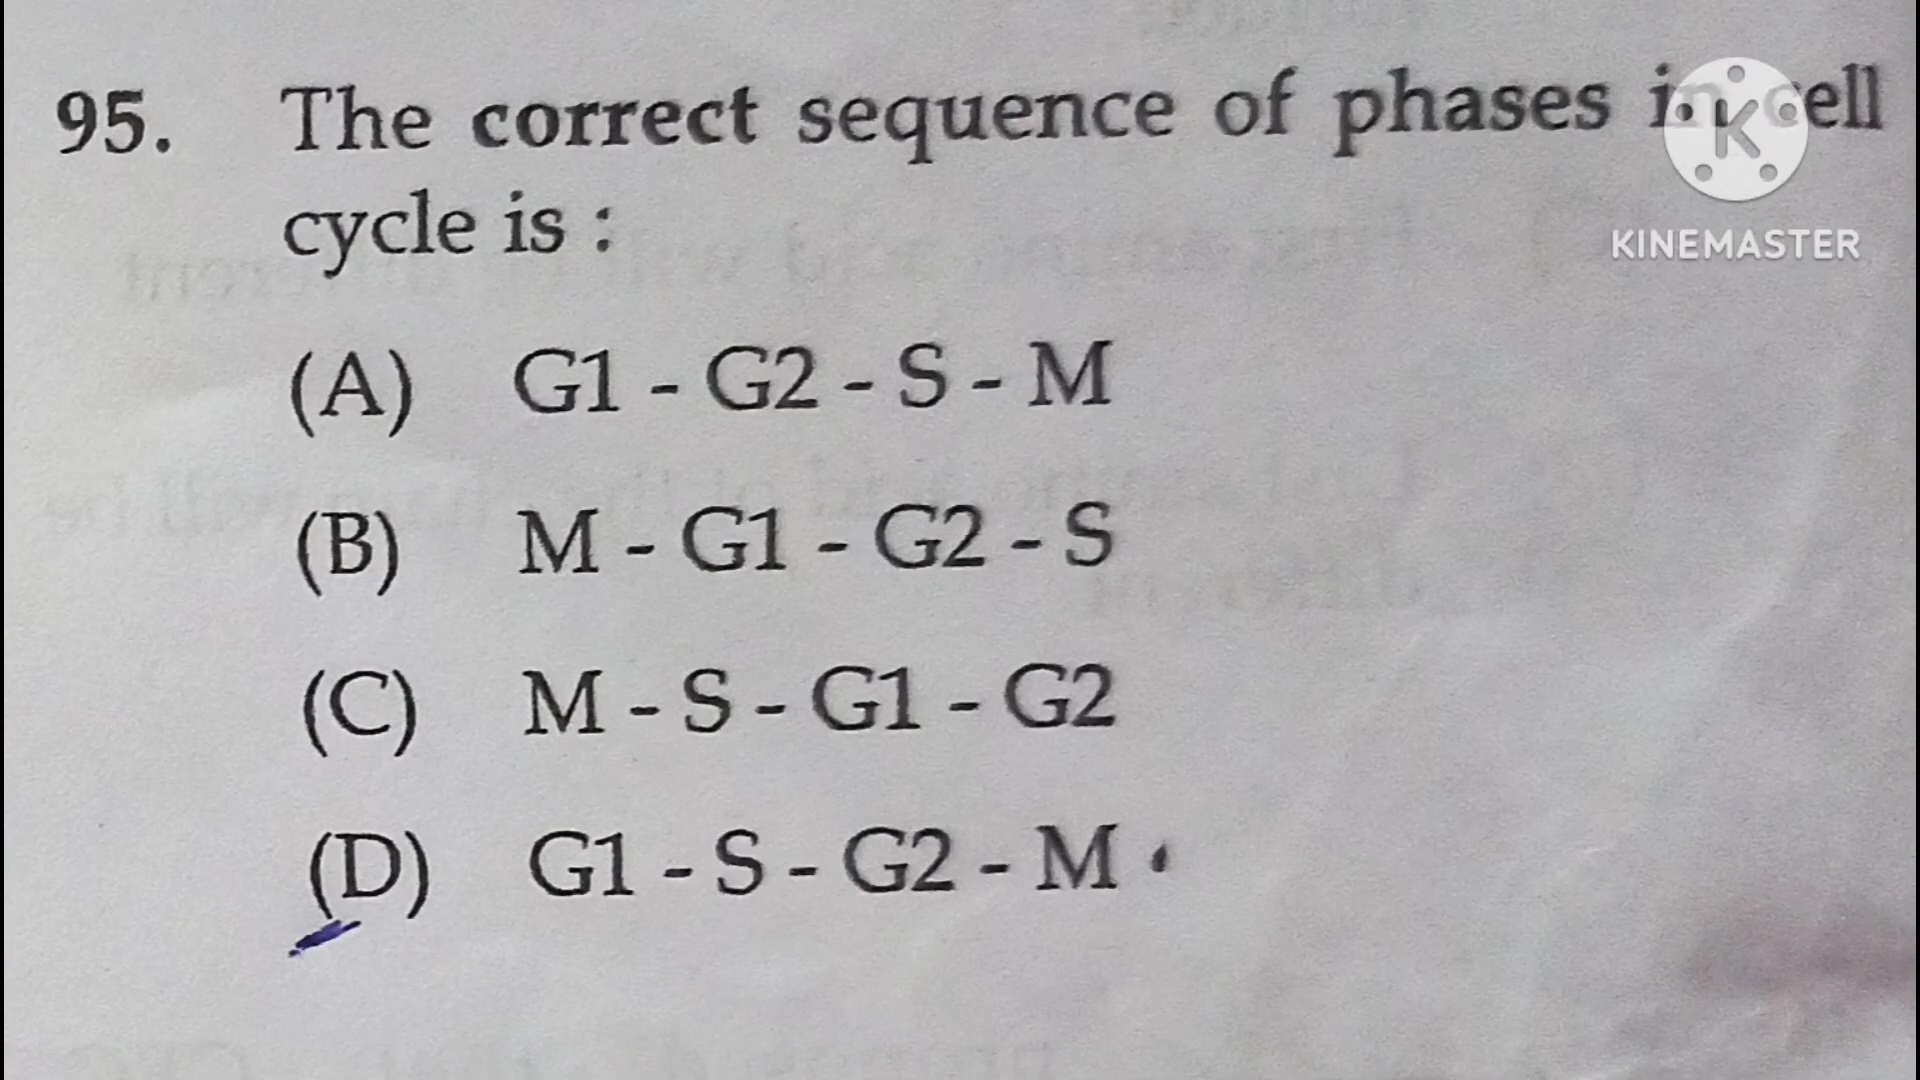 95. The correct sequence of phases in cell
cycle is :
(A) G1 - G2 - S - M
(B) M - G1 - G2 - S
(C) M - S - G1 - G2
(D) G1 - S - G2 - M
K
KINEMASTER